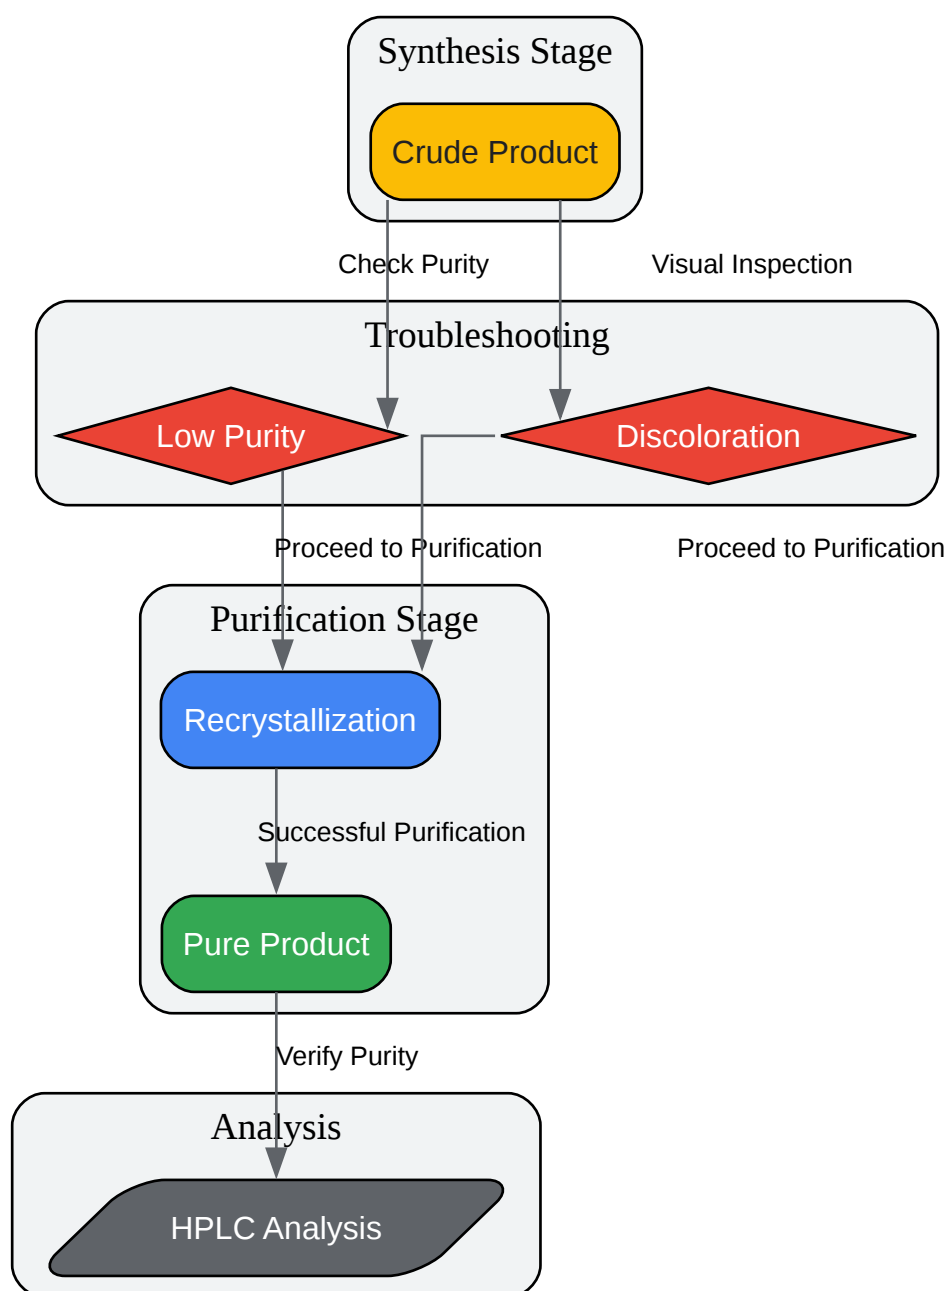 Synthesis Stage
Crude Product
Check Purity
Visual Inspection
Troubleshooting
Low Purity
Discoloration
Proceed to Purification
Proceed to Purification
Purification Stage
Recrystallization
Successful Purification
Pure Product
Verify Purity
Analysis
HPLC Analysis